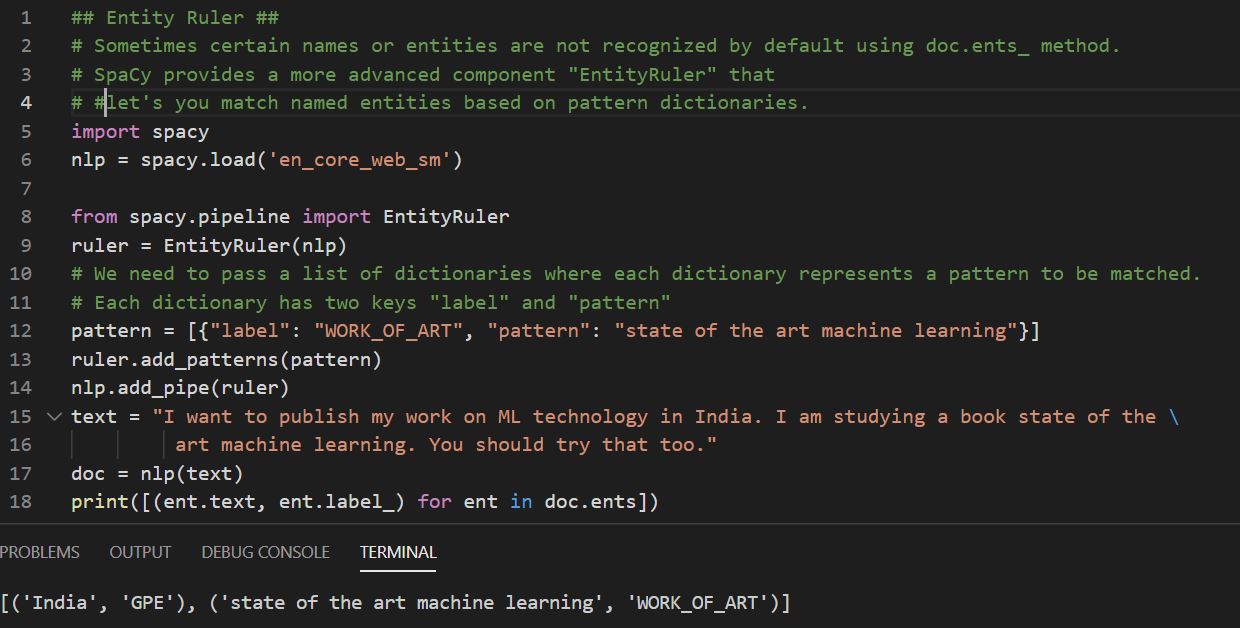 1 ## Entity Ruler ##
2 # Sometimes certain names or entities are not recognized by default using doc.ents_ method.
3 # SpaCy provides a more advanced component "EntityRuler" that
4 # #let's you match named entities based on pattern dictionaries.
5 import spacy
6 nlp = spacy.load('en_core_web_sm')
7
8 from spacy.pipeline import EntityRuler
9 ruler = EntityRuler(nlp)
10 # We need to pass a list of dictionaries where each dictionary represents a pattern to be matched.
11 # Each dictionary has two keys "label" and "pattern"
12 pattern = [{"label": "WORK_OF_ART", "pattern": "state of the art machine learning"}]
13 ruler.add_patterns(pattern)
14 nlp.add_pipe(ruler)
15 text = "I want to publish my work on ML technology in India. I am studying a book state of the \
16 art machine learning. You should try that too."
17 doc = nlp(text)
18 print([(ent.text, ent.label_) for ent in doc.ents])
PROBLEMS OUTPUT DEBUG CONSOLE TERMINAL
[('India', 'GPE'), ('state of the art machine learning', 'WORK_OF_ART')]